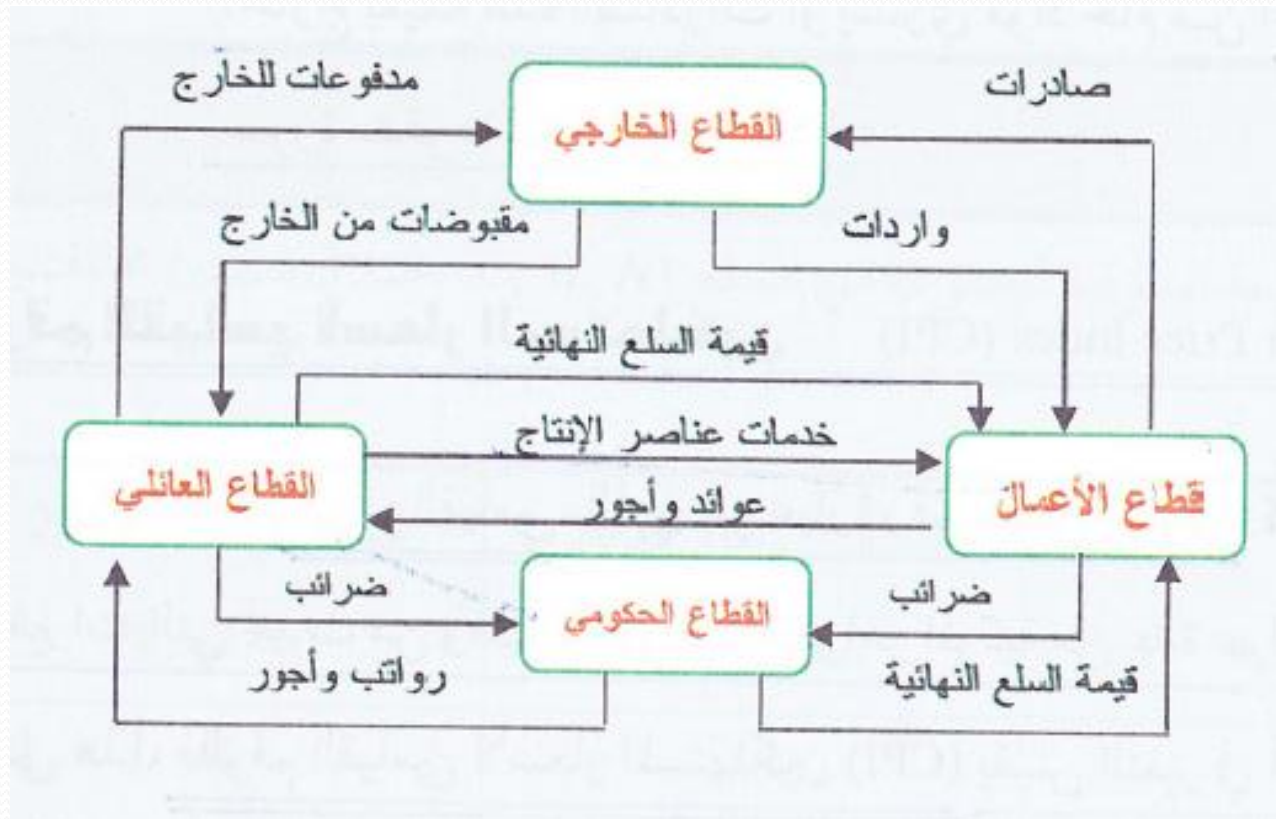 صادرات
مدفوعات للخارج
القطاع الخارجي
واردات
مقبوضات من الخارج
قيمة السلع النهائية
خدمات عناصر الإنتاج
قطاع الأعمال
القطاع العائلي
عوائد وأجور
ضرائب
القطاع الحكومي
ضرائب
قيمة السلع النهائية
رواتب وأجور
(CPI)